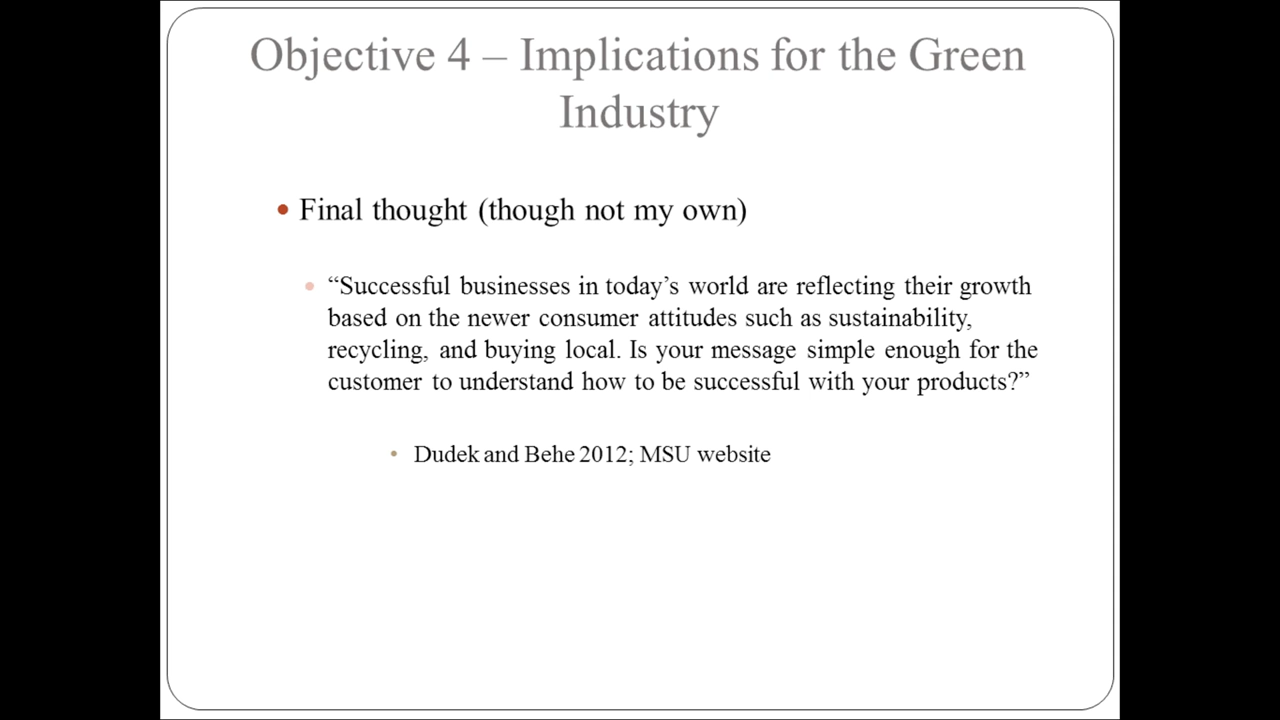 Objective 4 – Implications for the Green
Industry
• Final thought (though not my own)
• “Successful businesses in today’s world are reflecting their growth
based on the newer consumer attitudes such as sustainability,
recycling, and buying local. Is your message simple enough for the
customer to understand how to be successful with your products?”
• Dudek and Behe 2012; MSU website